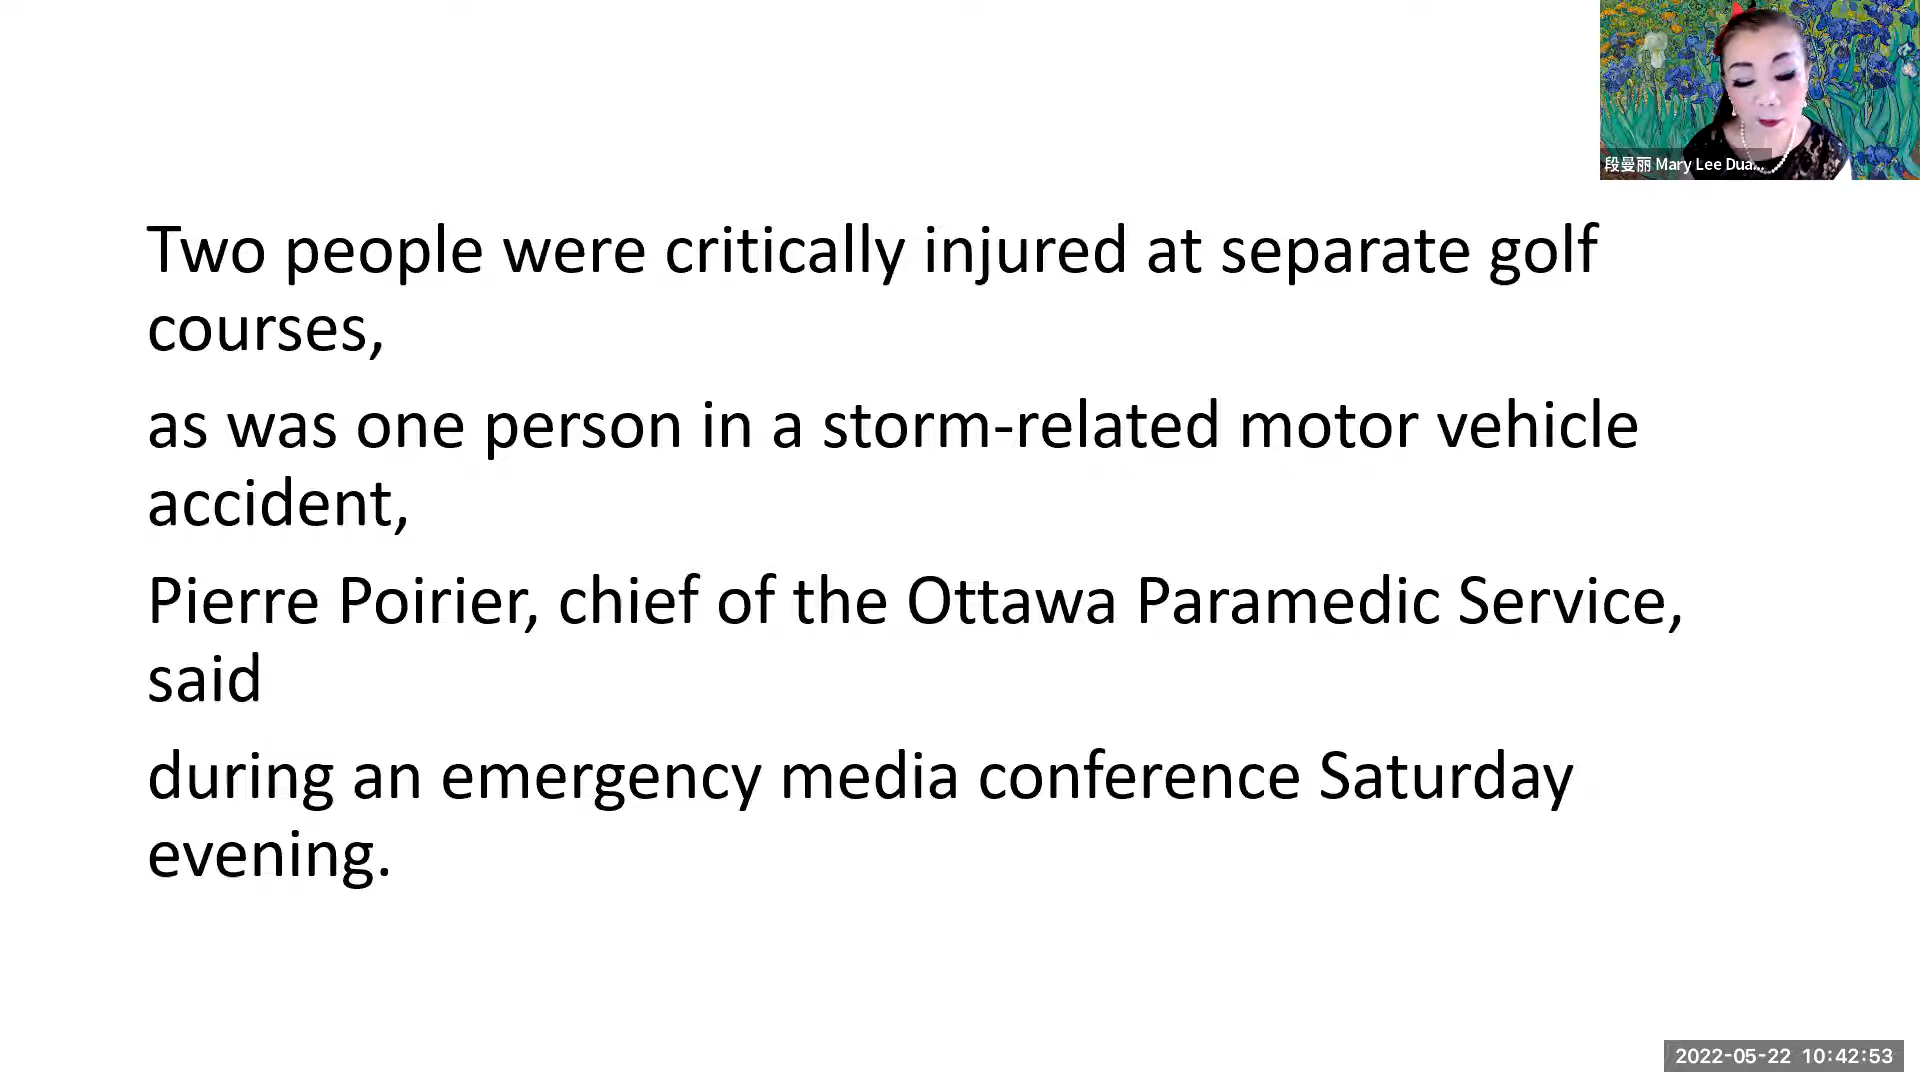 段曼丽 Mary Lee Dua...
Two people were critically injured at separate golf
courses,
as was one person in a storm-related motor vehicle
accident,
Pierre Poirier, chief of the Ottawa Paramedic Service,
said
during an emergency media conference Saturday
evening.
2022-05-22 10:42:53